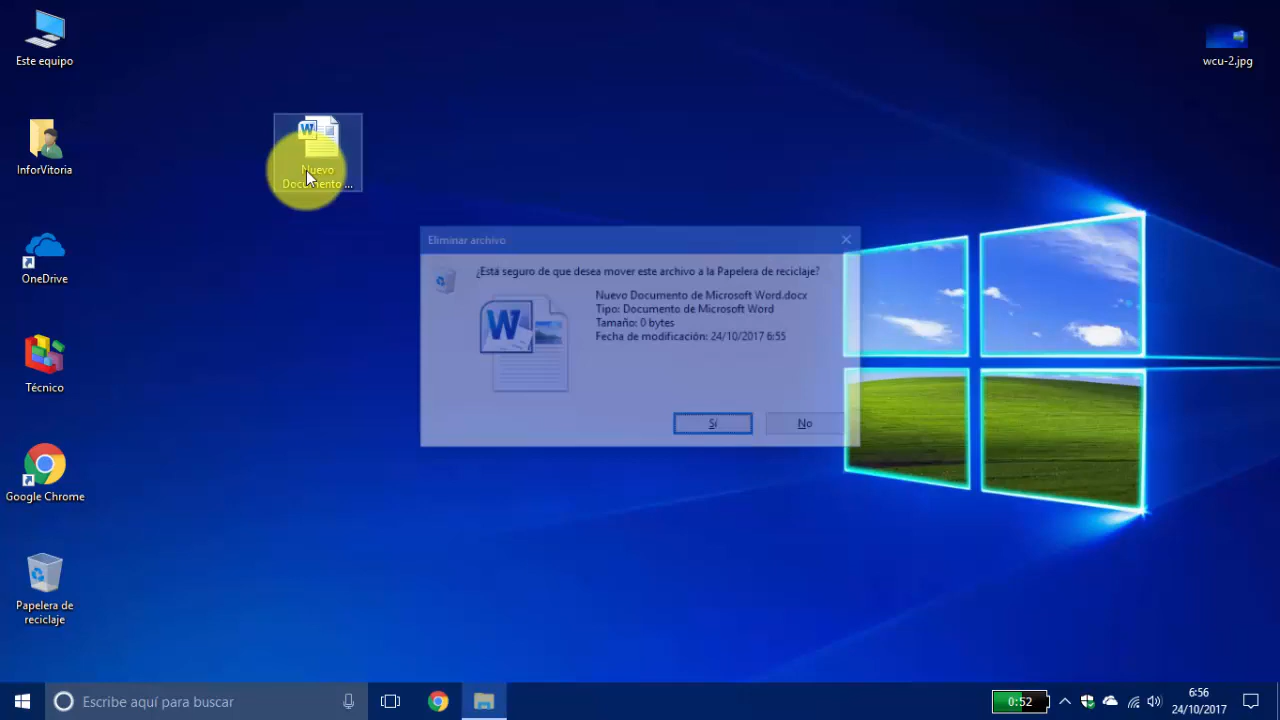 Este equipo
wcu-2.jpg
InforVitoria
Nuevo
Documento ...
OneDrive
Técnico
Google Chrome
Papelera de
reciclaje
Eliminar archivo
¿Está seguro de que desea mover este archivo a la Papelera de reciclaje?
Nuevo Documento de Microsoft Word.docx
Tipo: Documento de Microsoft Word
Tamaño: 0 bytes
Fecha de modificación: 24/10/2017 6:55
Sí
No
Escribe aquí para buscar
0:52
6:56
24/10/2017